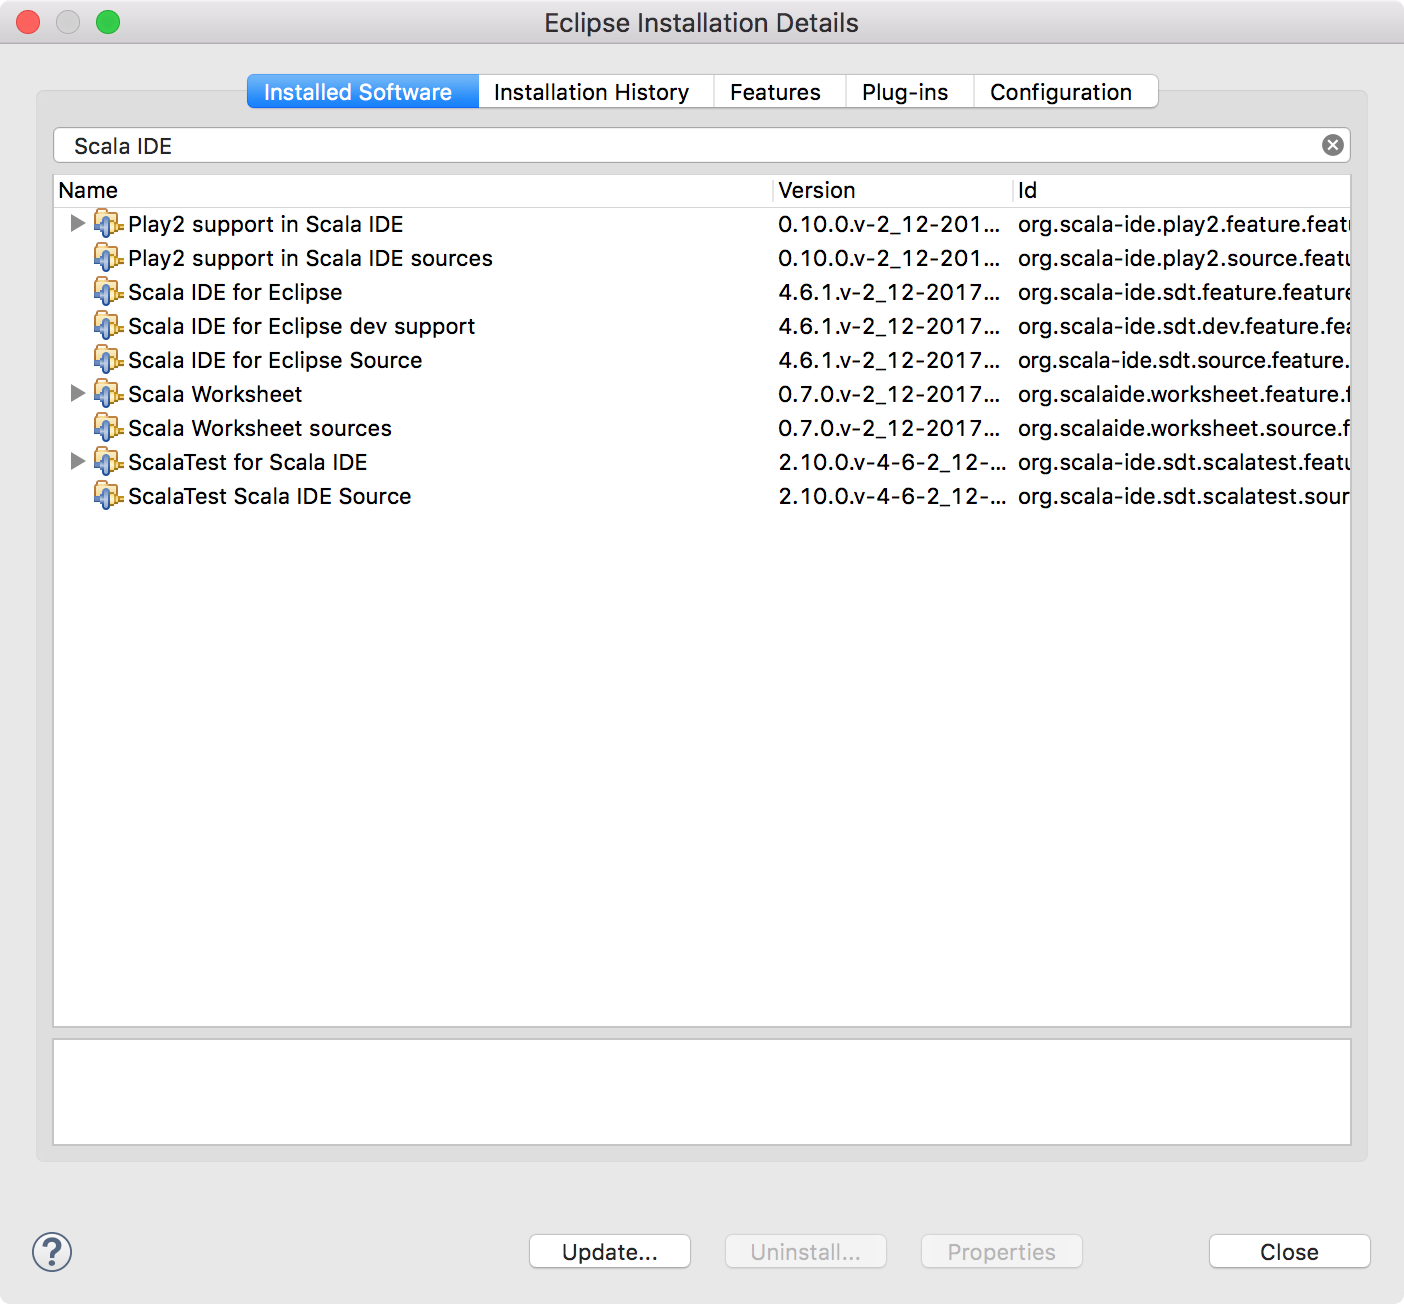 Eclipse Installation Details
Installed Software Installation History Features Plug-ins Configuration
Scala IDE
Name Version Id
Play2 support in Scala IDE 0.10.0.v-2_12-201... org.scala-ide.play2.feature.featu
Play2 support in Scala IDE sources 0.10.0.v-2_12-201... org.scala-ide.play2.source.featu
Scala IDE for Eclipse 4.6.1.v-2_12-2017... org.scala-ide.sdt.feature.feature
Scala IDE for Eclipse dev support 4.6.1.v-2_12-2017... org.scala-ide.sdt.dev.feature.fea
Scala IDE for Eclipse Source 4.6.1.v-2_12-2017... org.scala-ide.sdt.source.feature.
Scala Worksheet 0.7.0.v-2_12-2017... org.scalaide.worksheet.feature.f
Scala Worksheet sources 0.7.0.v-2_12-2017... org.scalaide.worksheet.source.f
ScalaTest for Scala IDE 2.10.0.v-4-6-2_12-... org.scala-ide.sdt.scalatest.featu
ScalaTest Scala IDE Source 2.10.0.v-4-6-2_12-... org.scala-ide.sdt.scalatest.sour
? Update... Uninstall... Properties Close